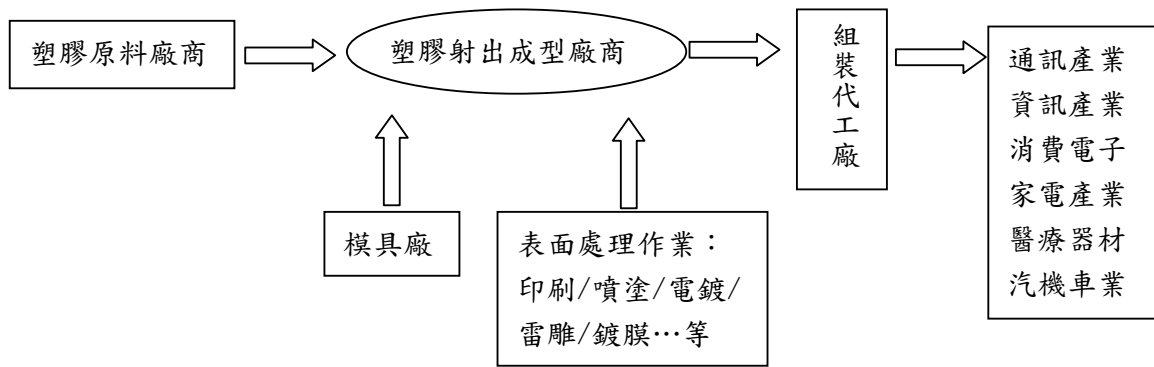 塑膠原料廠商
塑膠射出成型廠商
組裝代工廠
通訊產業
資訊產業
消費電子
家電產業
醫療器材
汽機車業
模具廠
表面處理作業：
印刷/噴塗/電鍍/
雷雕/鍍膜…等